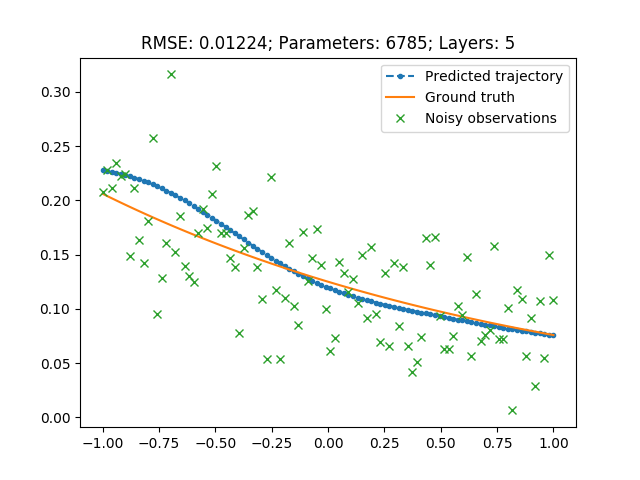 RMSE: 0.01224; Parameters: 6785; Layers: 5
Predicted trajectory
Ground truth
Noisy observations
0.30
0.25
0.20
0.15
0.10
0.05
0.00
−1.00 −0.75 −0.50 −0.25 0.00 0.25 0.50 0.75 1.00